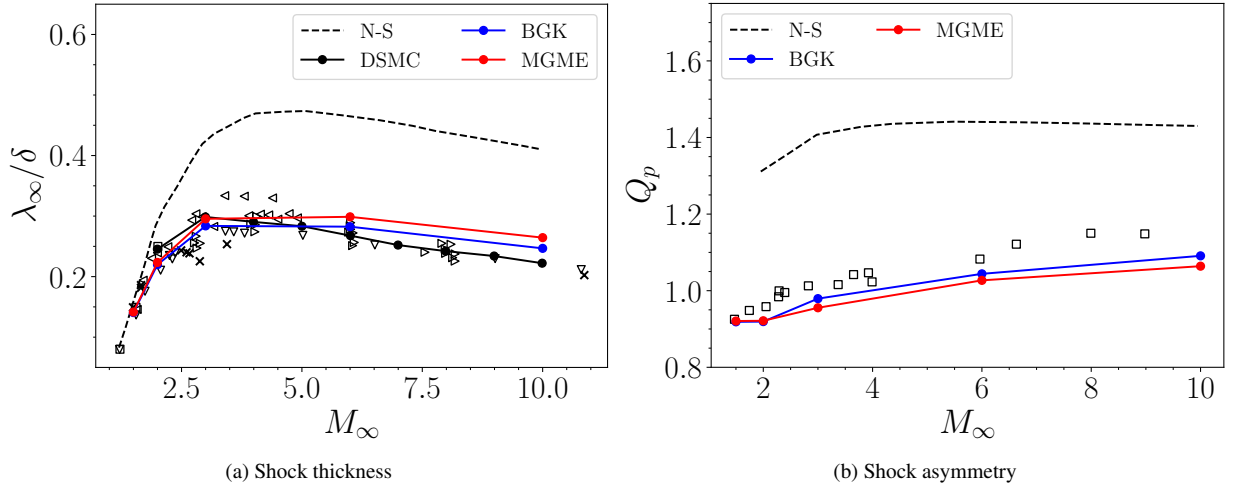 N-S
DSMC
BGK
MGME
λ∞/δ
0.6
0.4
0.2
2.5 5.0 7.5 10.0
M∞
(a) Shock thickness
N-S
BGK
MGME
Q_p
1.6
1.4
1.2
1.0
0.8
2 4 6 8 10
M∞
(b) Shock asymmetry